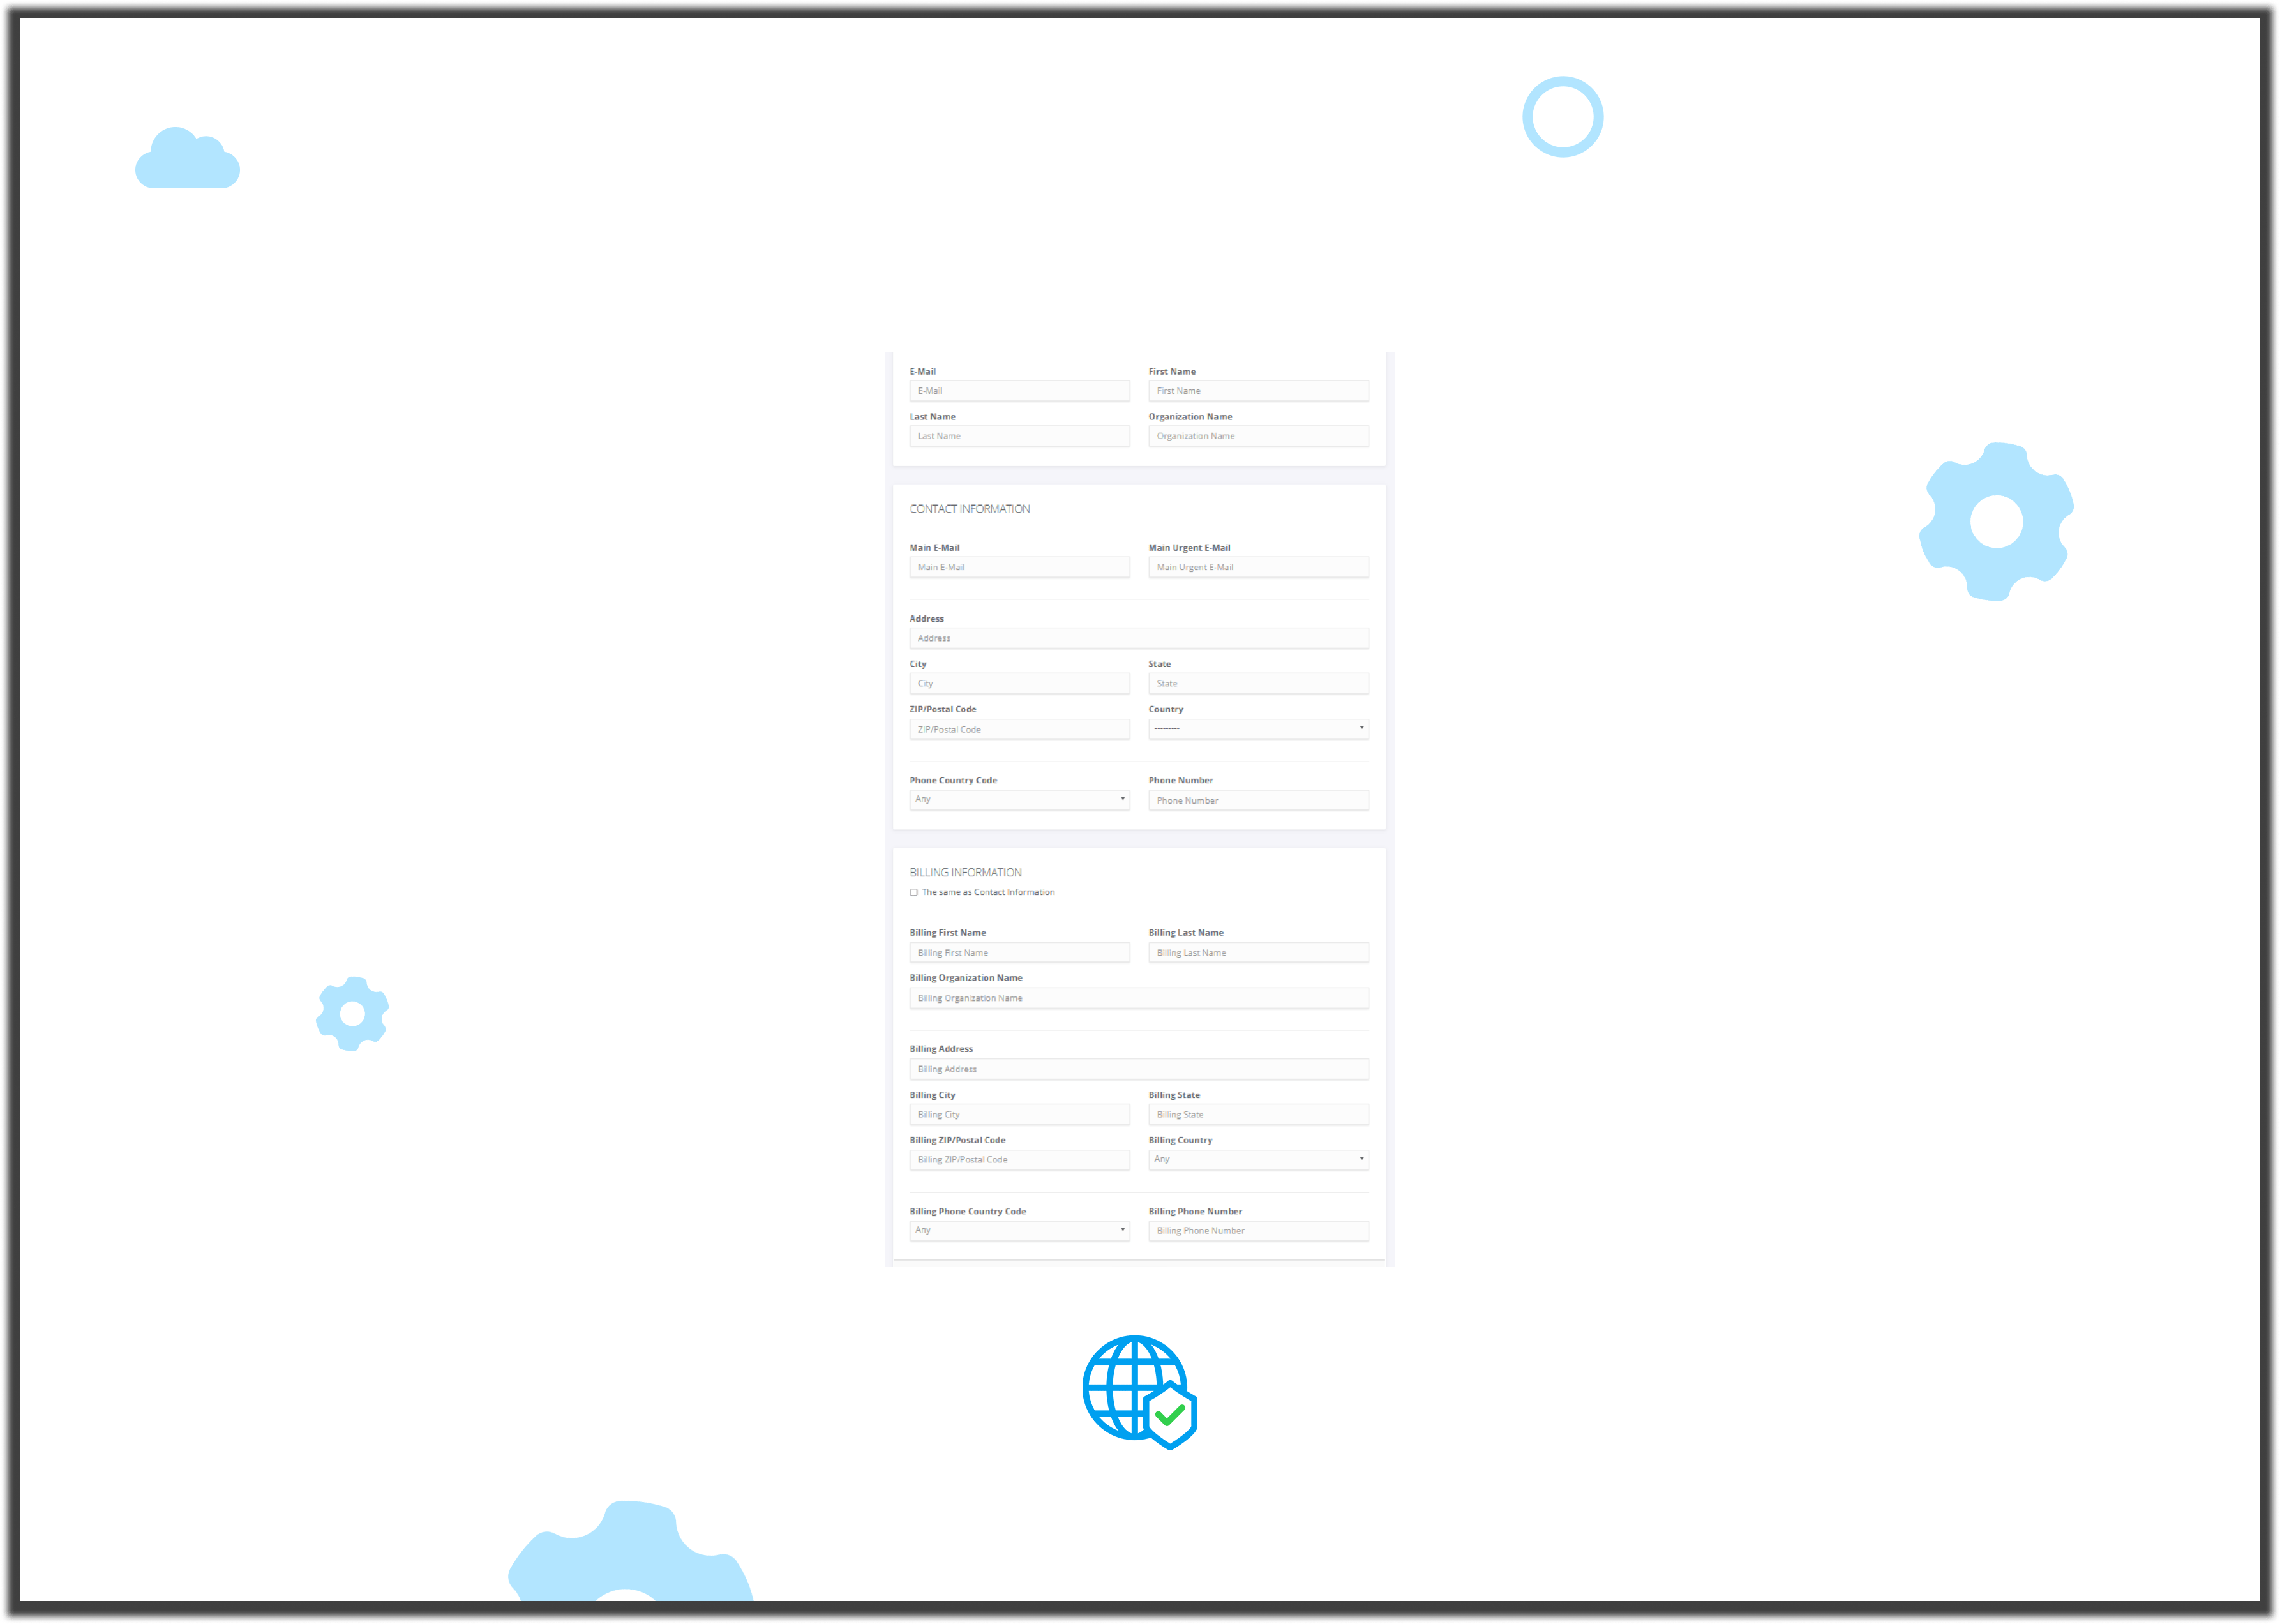 E-Mail First Name
E-Mail First Name
Last Name Organization Name
Last Name Organization Name
CONTACT INFORMATION
Main E-Mail Main Urgent E-Mail
Main E-Mail Main Urgent E-Mail
Address
Address
City State
City State
ZIP/Postal Code Country
ZIP/Postal Code ---------
Phone Country Code Phone Number
Any Phone Number
BILLING INFORMATION
The same as Contact Information
Billing First Name Billing Last Name
Billing First Name Billing Last Name
Billing Organization Name
Billing Organization Name
Billing Address
Billing Address
Billing City Billing State
Billing City Billing State
Billing ZIP/Postal Code Billing Country
Billing ZIP/Postal Code Any
Billing Phone Country Code Billing Phone Number
Any Billing Phone Number